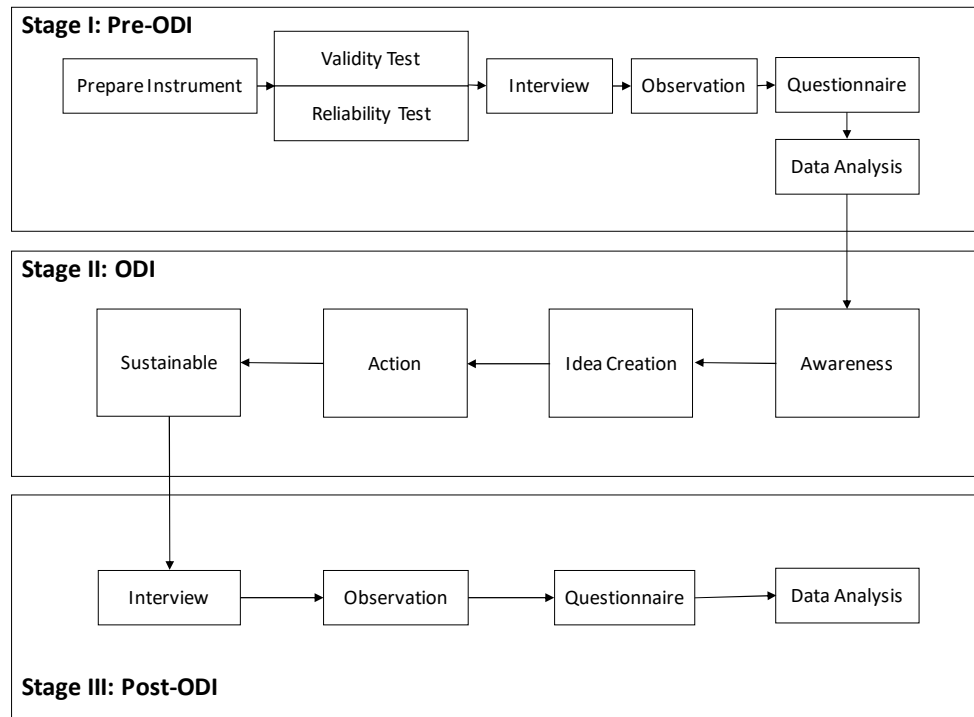 Stage I: Pre-ODI
Prepare Instrument
Validity Test
Reliability Test
Interview
Observation
Questionnaire
Data Analysis
Stage II: ODI
Sustainable
Action
Idea Creation
Awareness
Interview
Observation
Questionnaire
Data Analysis
Stage III: Post-ODI